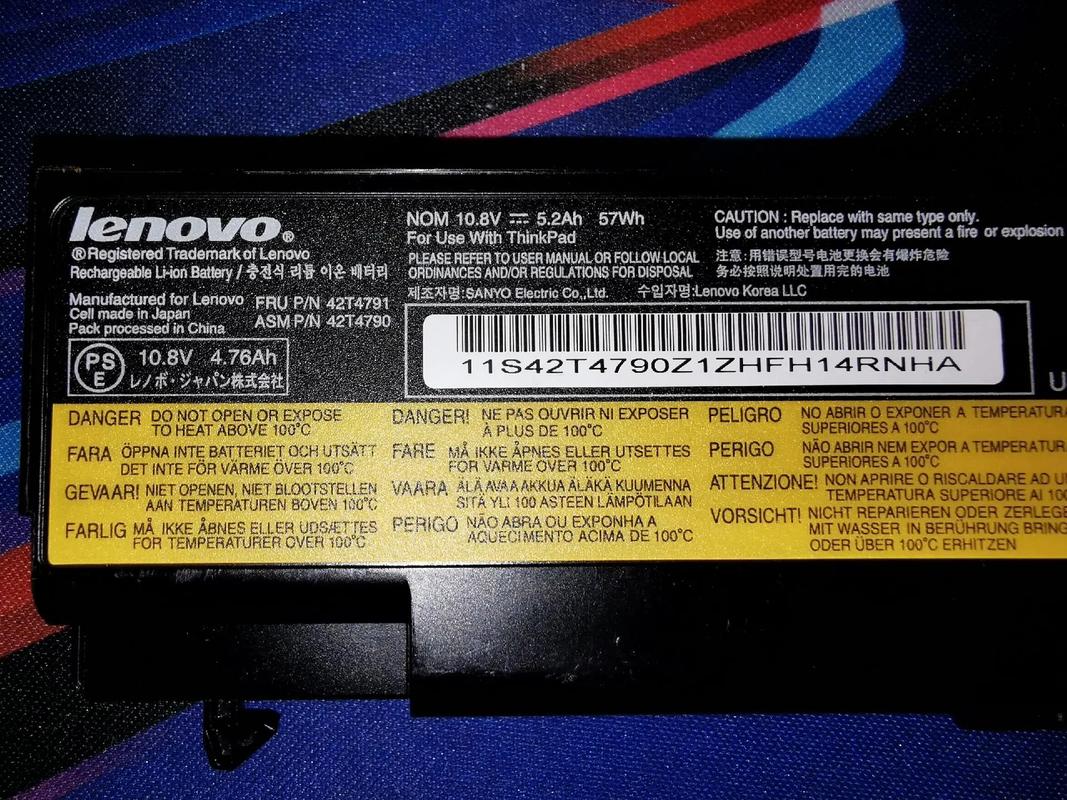 lenovo®
®Registered Trademark of Lenovo
Rechargeable Li-ion Battery / 충전식 리튬 이온 배터리
Manufactured for Lenovo
Cell made in Japan
Pack processed in China
FRU P/N 42T4791
ASM P/N 42T4790
PS
E
10.8V 4.76Ah
レノボ・ジャパン株式会社
NOM 10.8V ⎓ 5.2Ah 57Wh
For Use With ThinkPad
PLEASE REFER TO USER MANUAL OR FOLLOW LOCAL
ORDINANCES AND/OR REGULATIONS FOR DISPOSAL
제조자명:SANYO Electric Co.,Ltd. 수입자명:Lenovo Korea LLC
CAUTION : Replace with same type only.
Use of another battery may present a fire or explosion
注意: 用错误型号电池更换会有爆炸危险
务必按照说明处置用完的电池
11S42T4790Z1ZHFH14RNHA
U
DANGER DO NOT OPEN OR EXPOSE
TO HEAT ABOVE 100°C
FARA ÖPPNA INTE BATTERIET OCH UTSÄTT
DET INTE FÖR VÄRME ÖVER 100°C
GEVAAR! NIET OPENEN, NIET BLOOTSTELLEN
AAN TEMPERATUREN BOVEN 100°C
FARLIG MÅ IKKE ÅBNES ELLER UDSÆTTES
FOR TEMPERATURER OVER 100°C
DANGER! NE PAS OUVRIR NI EXPOSER
À PLUS DE 100°C
FARE MÅ IKKE ÅPNES ELLER UTSETTES
FOR VARME OVER 100°C
VAARA ÄLÄ AVAA AKKUA ÄLÄKÄ KUUMENNA
SITÄ YLI 100 ASTEEN LÄMPÖTILAAN
PERIGO NÃO ABRA OU EXPONHA A
AQUECIMENTO ACIMA DE 100°C
PELIGRO NO ABRIR O EXPONER A TEMPERATURA
SUPERIORES A 100°C
PERIGO NÃO ABRIR NEM EXPOR A TEMPERATUR
SUPERIORES A 100°C
ATTENZIONE! NON APRIRE O RISCALDARE AD U
TEMPERATURA SUPERIORE AI 100
VORSICHT! NICHT REPARIEREN ODER ZERLEGE
MIT WASSER IN BERÜHRUNG BRING
ODER ÜBER 100°C ERHITZEN